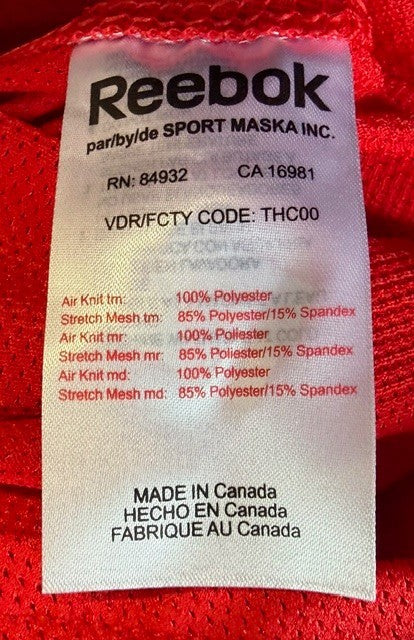 Reebok
par/by/de SPORT MASKA INC.
RN: 84932 CA 16981
VDR/FCTY CODE: THC00
Air Knit tm: 100% Polyester
Stretch Mesh tm: 85% Polyester/15% Spandex
Air Knit mr: 100% Poliester
Stretch Mesh mr: 85% Poliester/15% Spandex
Air Knit md: 100% Polyester
Stretch Mesh md: 85% Polyester/15% Spandex
MADE IN Canada
HECHO EN Canada
FABRIQUE AU Canada